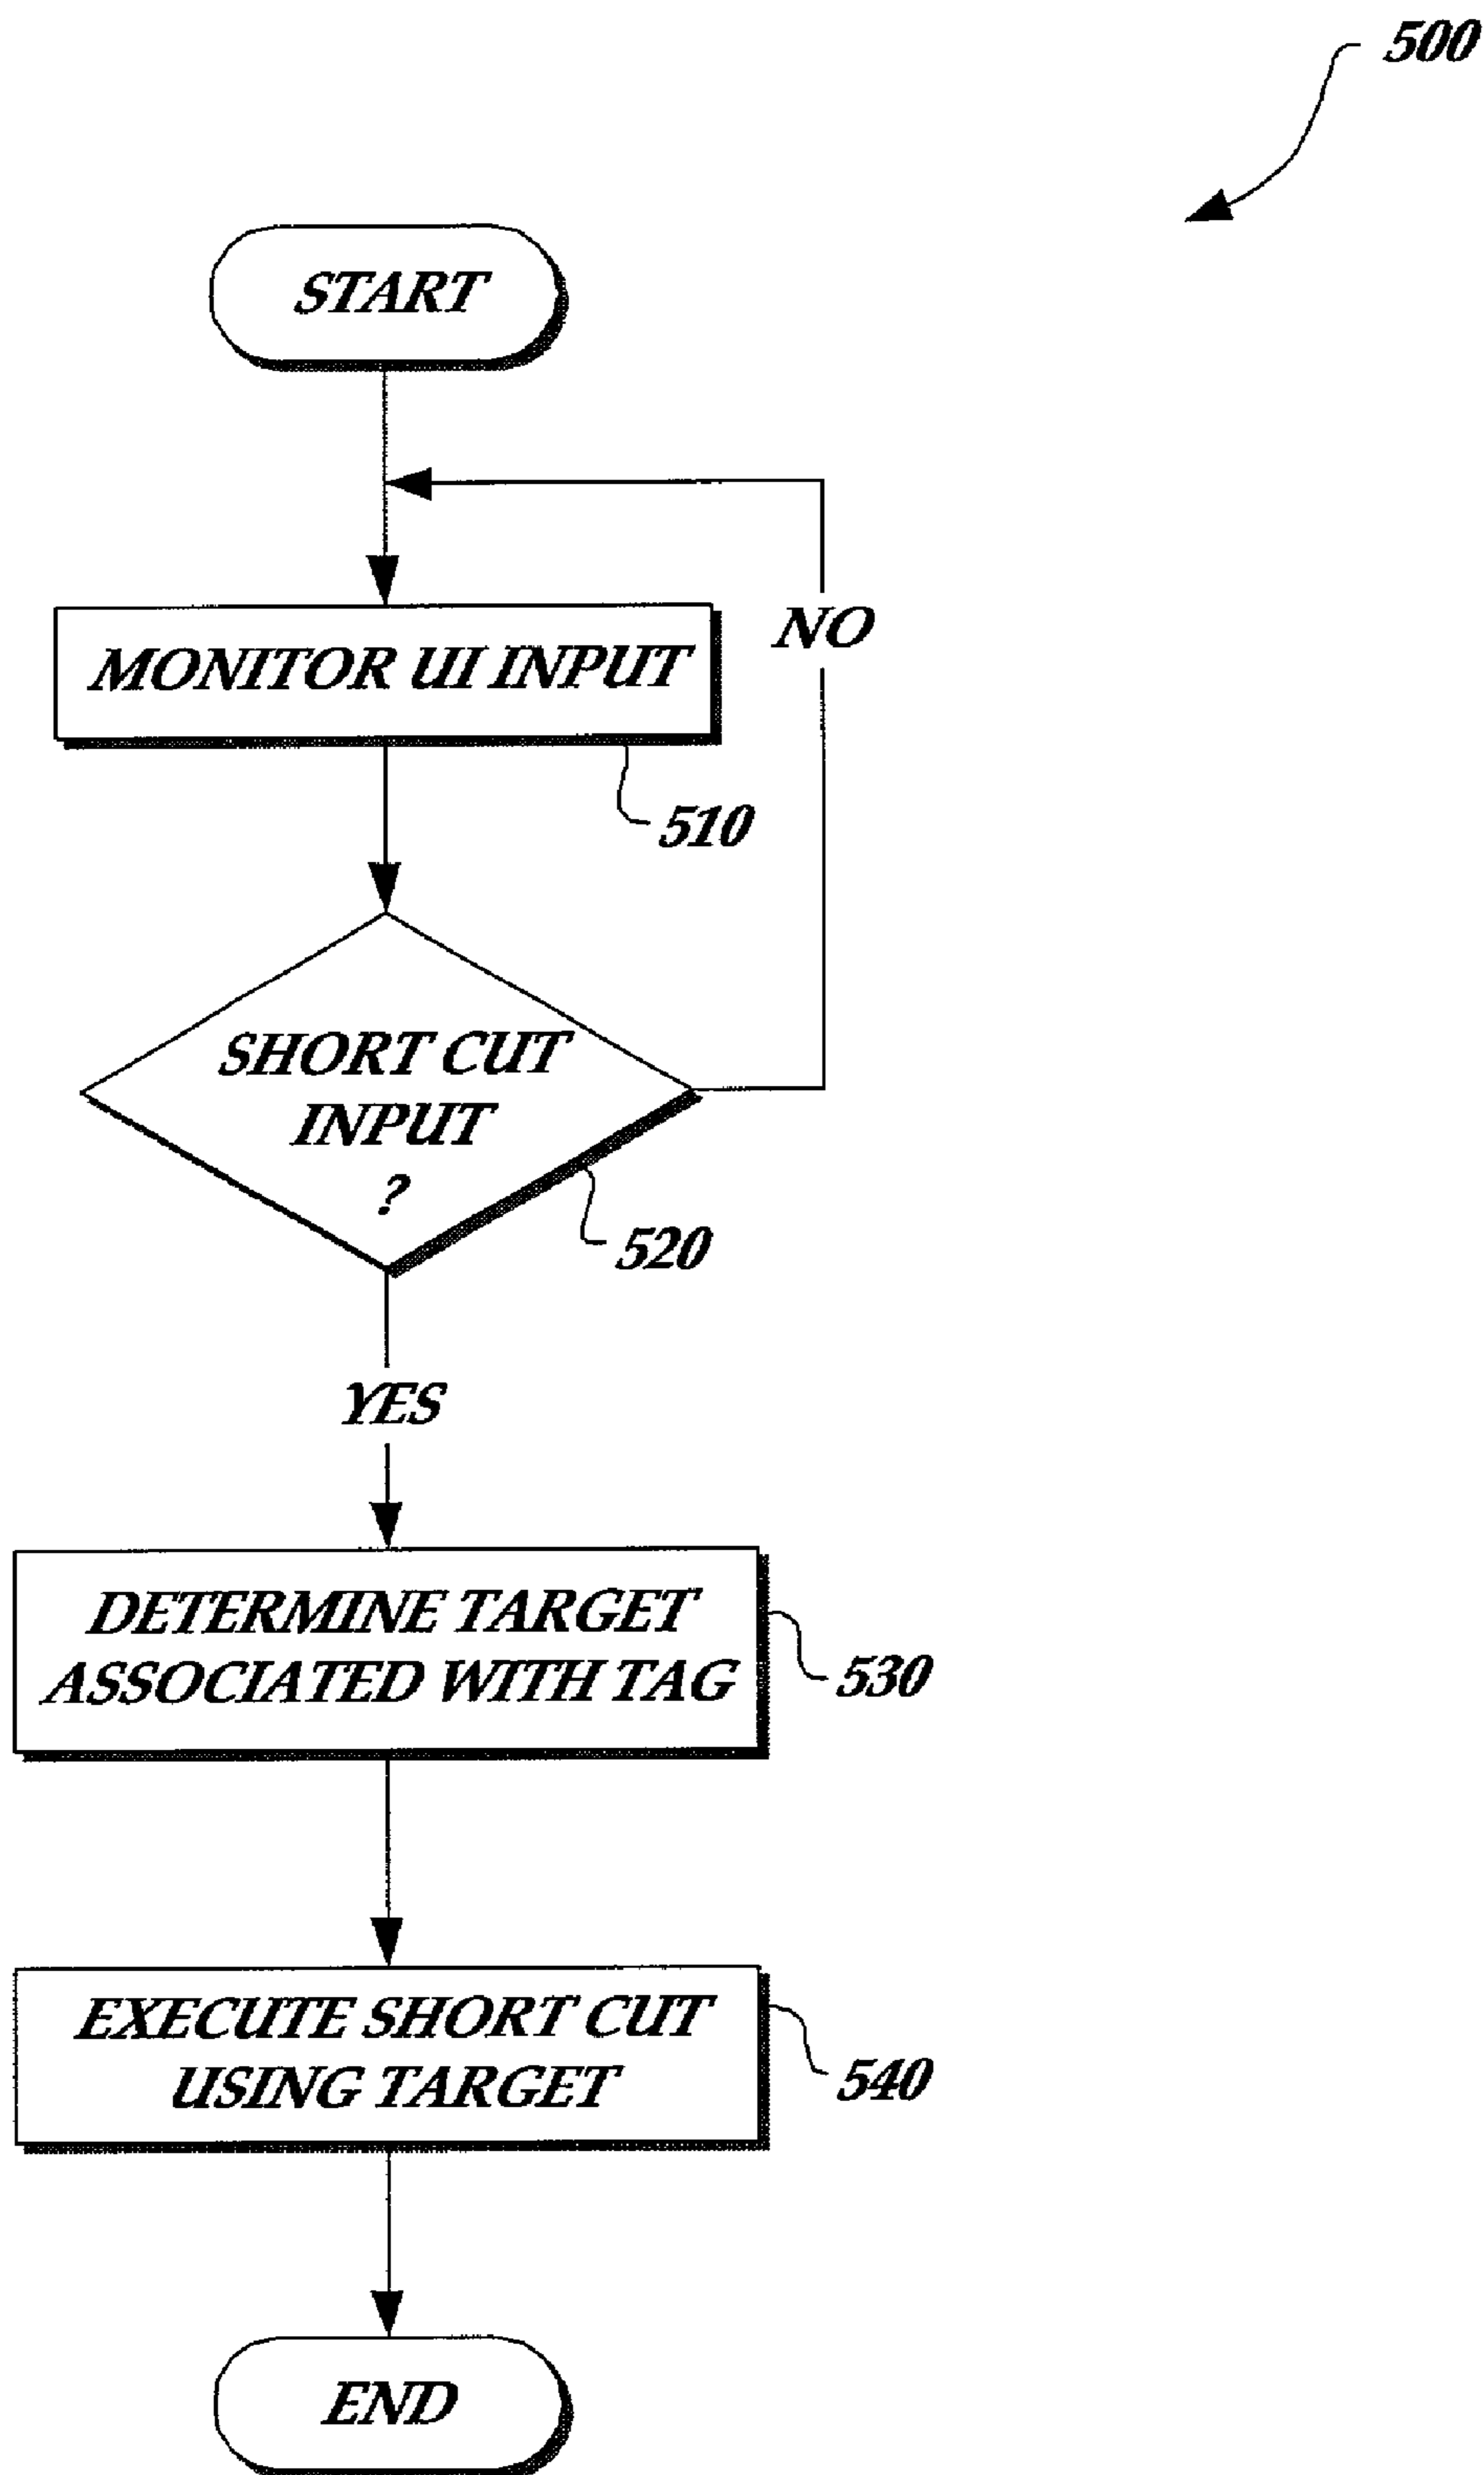 500
START
NO
MONITOR UI INPUT
510
SHORT CUT
INPUT
?
520
YES
DETERMINE TARGET
ASSOCIATED WITH TAG
530
EXECUTE SHORT CUT
USING TARGET
540
END